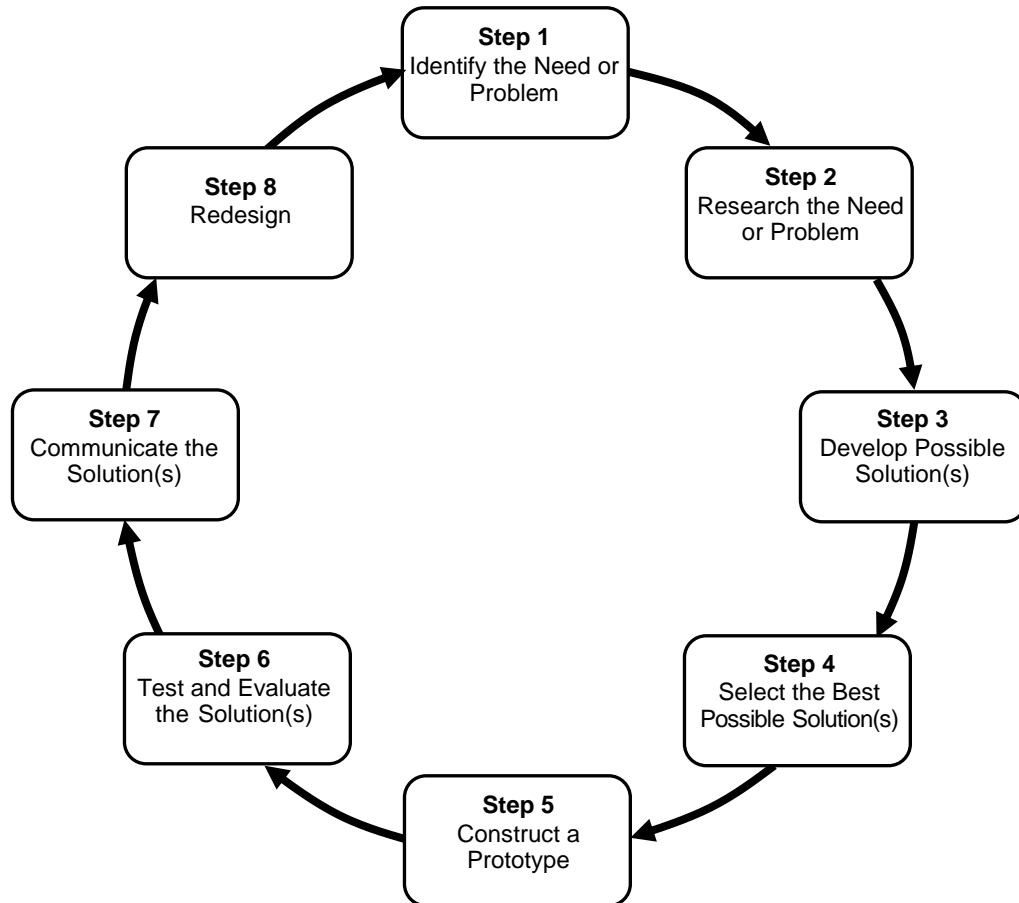 Step 1
Identify the Need or
Problem
Step 2
Research the Need
or Problem
Step 3
Develop Possible
Solution(s)
Step 4
Select the Best
Possible Solution(s)
Step 5
Construct a
Prototype
Step 6
Test and Evaluate
the Solution(s)
Step 7
Communicate the
Solution(s)
Step 8
Redesign